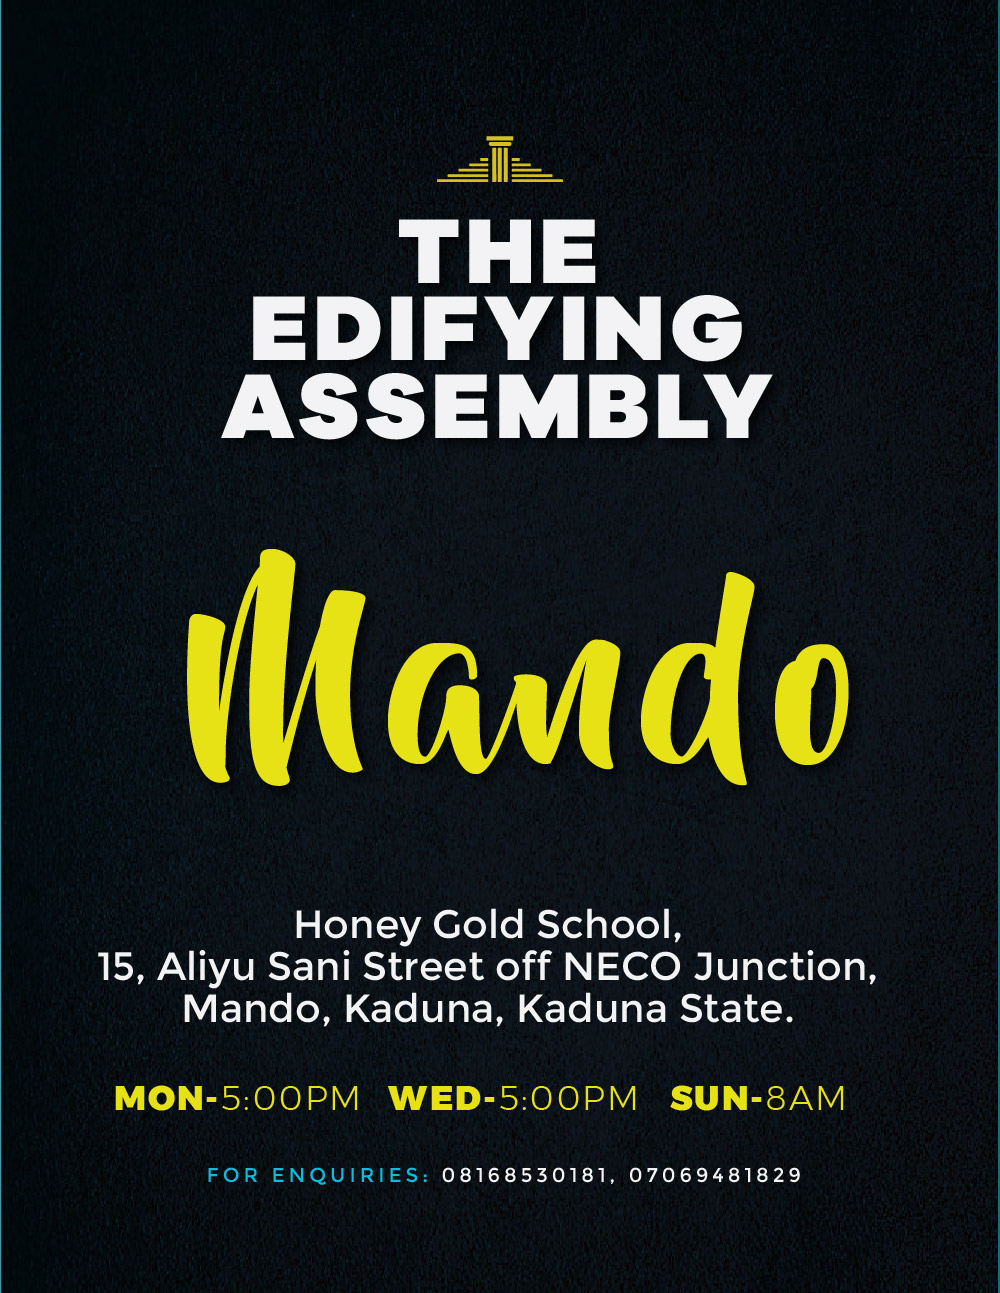 THE
EDIFYING
ASSEMBLY
Mando
Honey Gold School,
15, Aliyu Sani Street off NECO Junction,
Mando, Kaduna, Kaduna State.
MON-5:00PM WED-5:00PM SUN-8AM
FOR ENQUIRIES: 08168530181, 07069481829